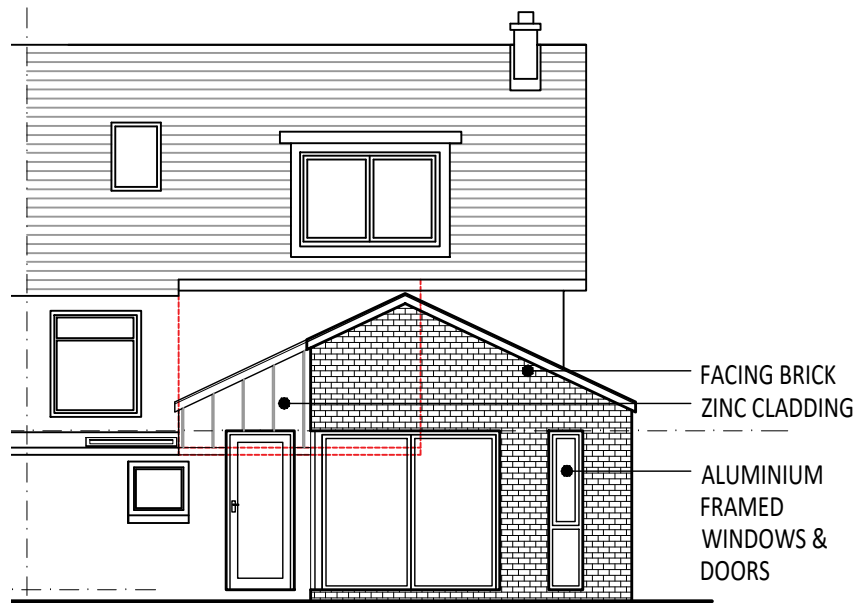 FACING BRICK
ZINC CLADDING
ALUMINIUM
FRAMED
WINDOWS &
DOORS